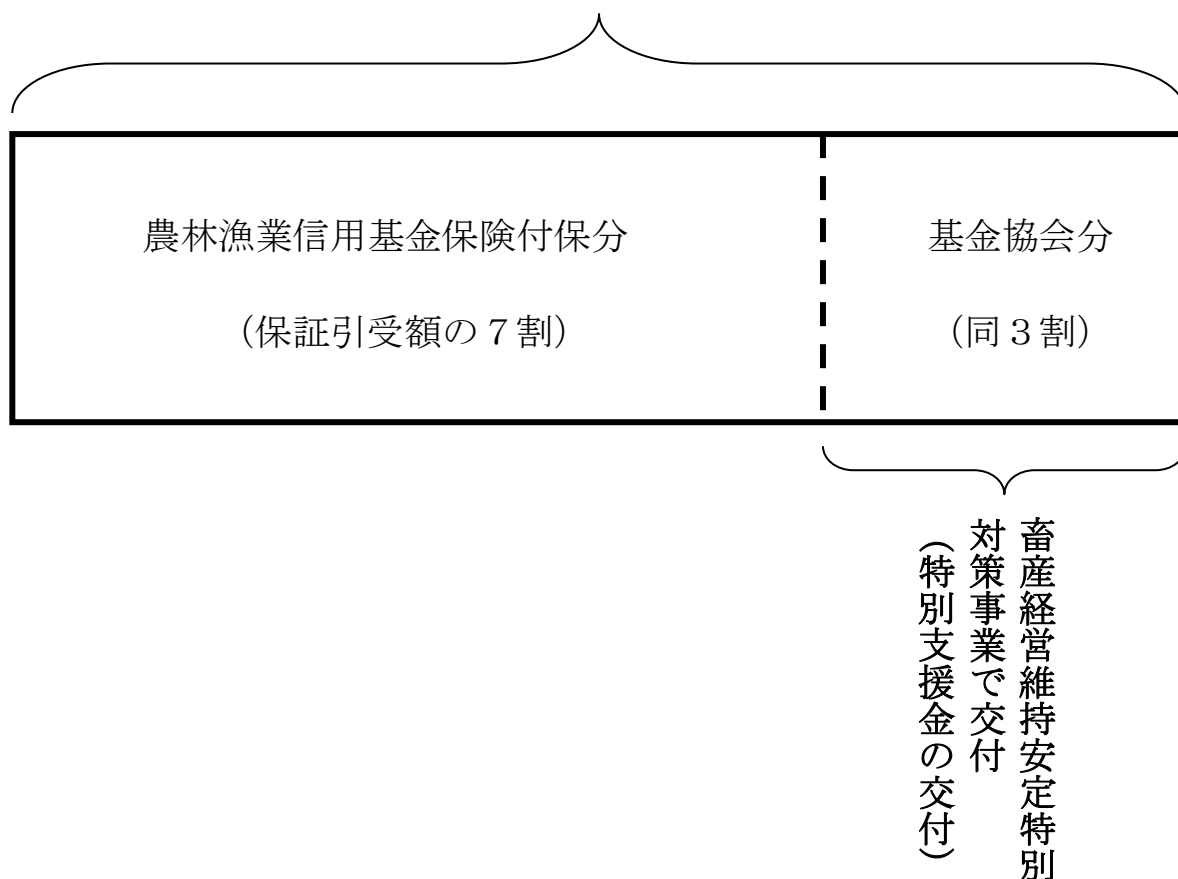 農林漁業信用基金保険付保分
（保証引受額の７割）
基金協会分
（同３割）
畜産経営維持安定特別
対策事業で交付
（特別支援金の交付）